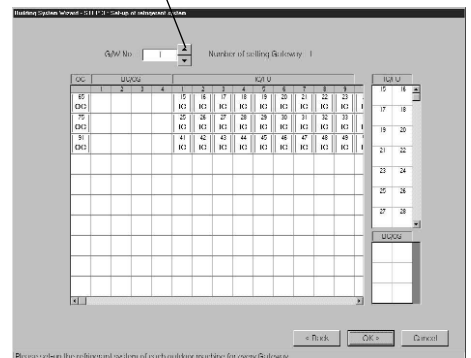 Building System Wizard - STEP 3 - Set-up of refrigerant system
G/W No 1 Number of setting Gateway : 1
OC BC/OS IC/FU IC/FU
1 2 3 4 1 2 3 4 5 6 7 8 9
65 15 16 17 18 19 20 21 22 23
OC IC IC IC IC IC IC IC IC IC
75 25 26 27 28 29 30 31 32 33
OC IC IC IC IC IC IC IC IC IC
91 41 42 43 44 45 46 47 48 49
OC IC IC IC IC IC IC IC IC IC
15 16
17 18
19 20
21 22
23 24
25 26
27 28
BC/OS
< Back OK > Cancel
Please set-up the refrigerant system of each outdoor machine for every Gateway.